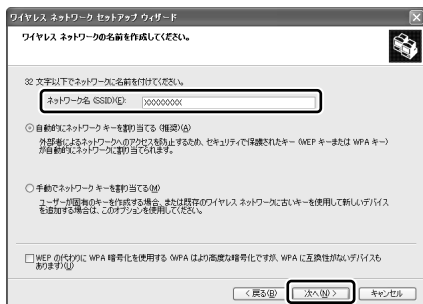 ワイヤレス ネットワーク セットアップ ウィザード
ワイヤレス ネットワークの名前を作成してください。
32 文字以下でネットワークに名前を付けてください。
ネットワーク名 (SSID)(E): XXXXXXXX
自動的にネットワーク キーを割り当てる (推奨)(A)
外部者によるネットワークへのアクセスを防止するため、セキュリティで保護されたキー (WEP キーまたは WPA キー)
が自動的にネットワークに割り当てられます。
手動でネットワーク キーを割り当てる(M)
ユーザーが固有のキーを作成する場合、または既存のワイヤレス ネットワークに古いキーを使用して新しいデバイス
を追加する場合は、このオプションを使用してください。
WEP の代わりに WPA 暗号化を使用する (WPA はより高度な暗号化ですが、WPA に互換性がないデバイスも
あります)(U)
< 戻る(B) 次へ(N) > キャンセル